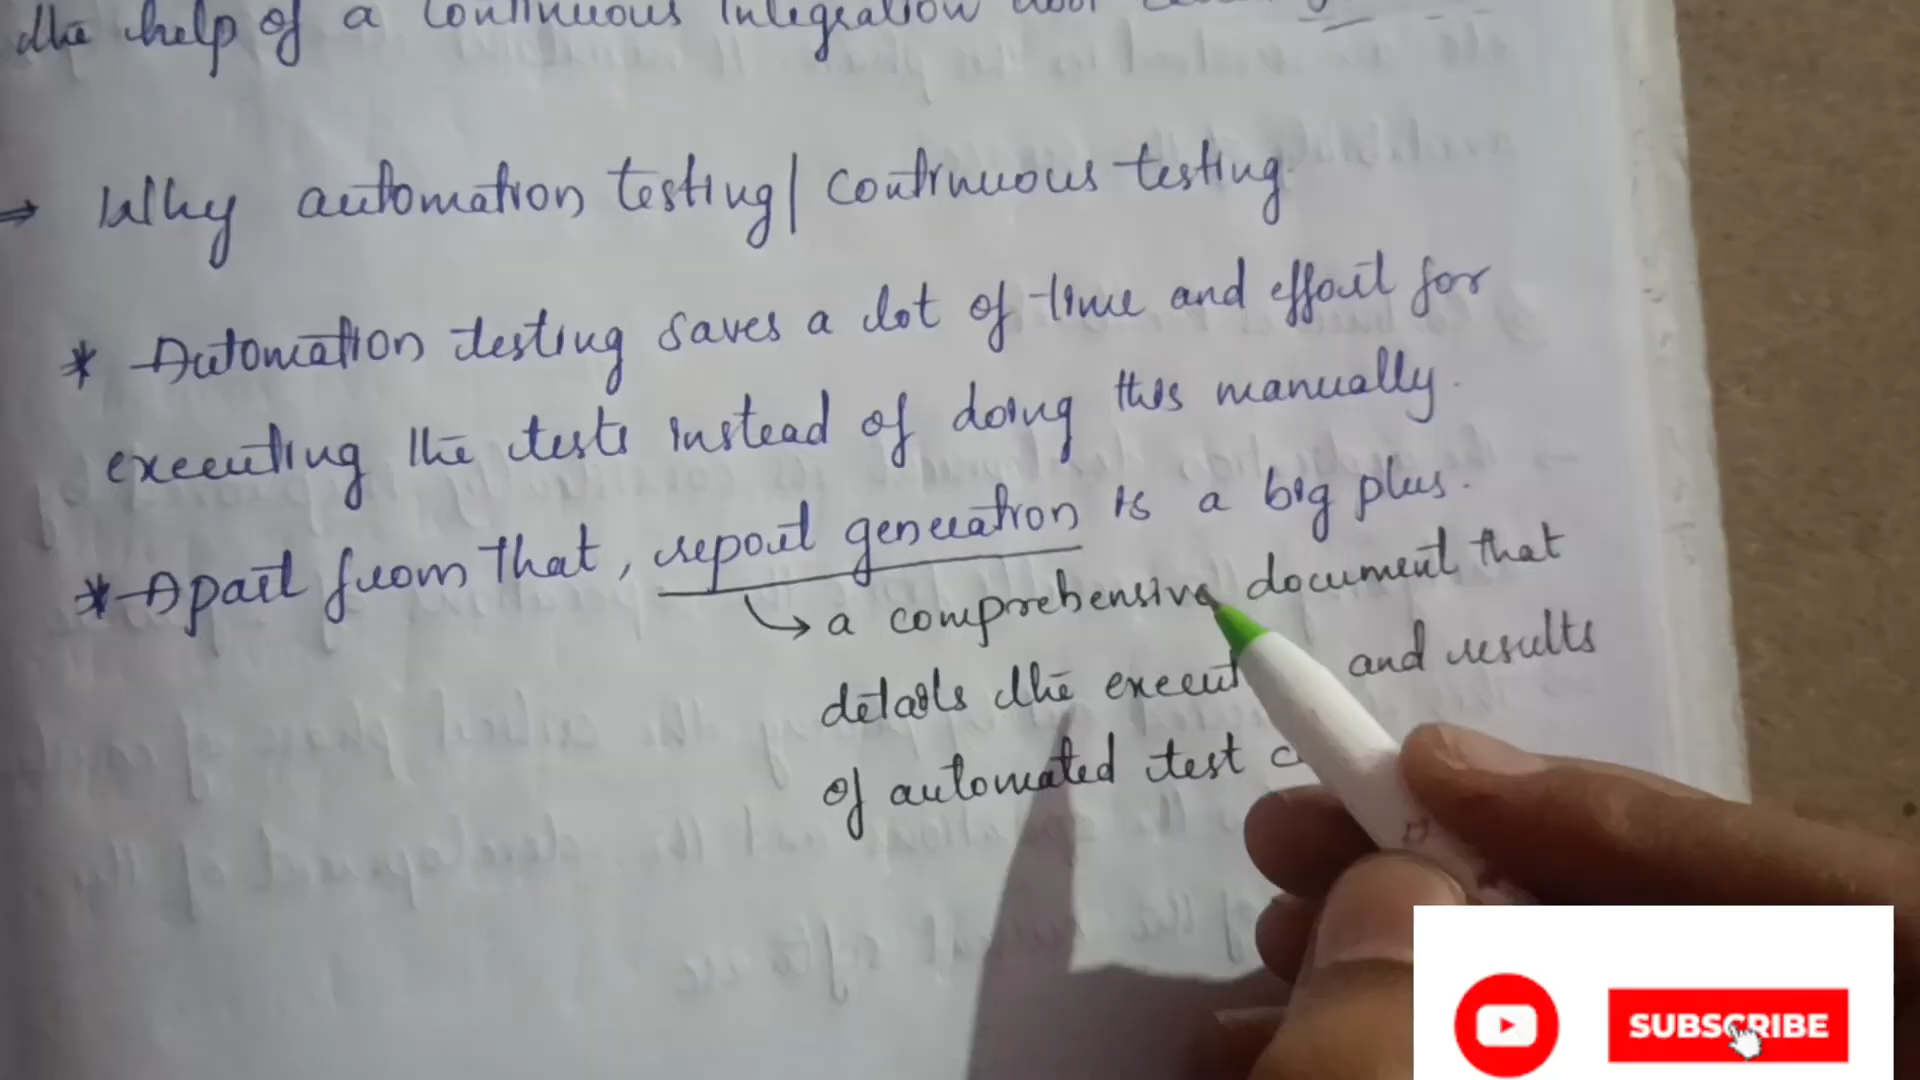 the help of a Continuous Integration tool
⇒ Why automation testing/ continuous testing
* Automation testing saves a lot of time and effort for
executing the tests instead of doing this manually.
* Apart from that, report generation is a big plus.
↳ a comprehensive document that
details the execut and results
of automated test c
SUBSCRIBE